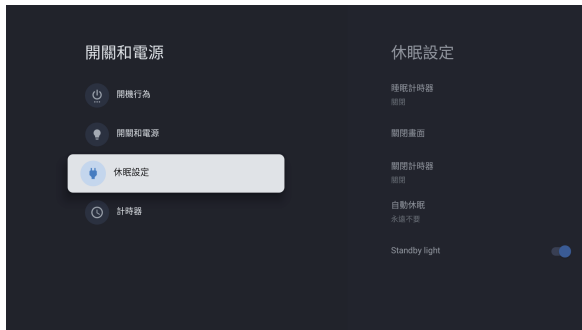 開關和電源
開機行為
開關和電源
休眠設定
計時器
休眠設定
睡眠計時器
關閉
關閉畫面
關閉計時器
關閉
自動休眠
永遠不要
Standby light